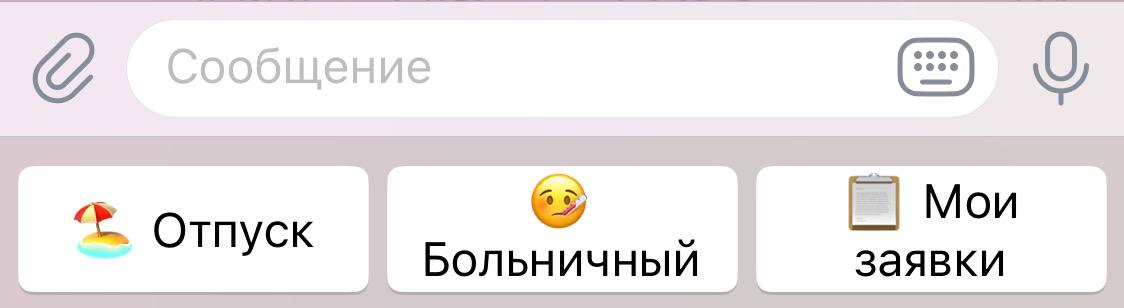 Сообщение
🏖 Отпуск
🤒
Больничный
📋 Мои
заявки